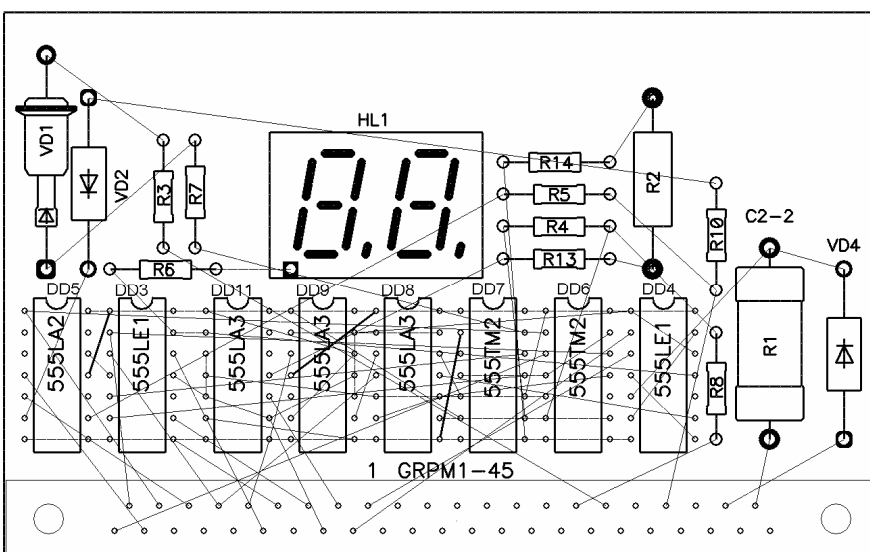 HL1
VD1
VD2
R3
R7
R14
R5
R4
R13
R2
R10
C2-2
VD4
R6
DD5
DD3
DD11
DD9
DD8
DD7
DD6
DD4
555LA2
555LE1
555LA3
555LA3
555LA3
555TM2
555TM2
555LE1
R8
R1
1 GRPM1-45